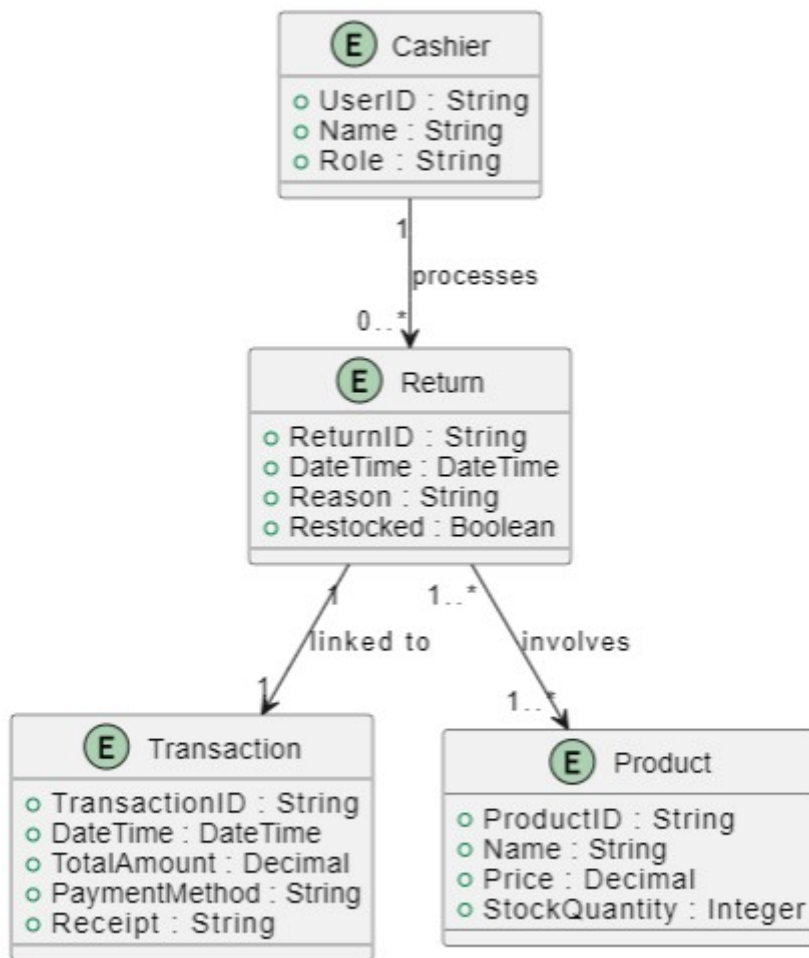 E Cashier
UserID : String
Name : String
Role : String
1
processes
0..*
E Return
ReturnID : String
DateTime : DateTime
Reason : String
Restocked : Boolean
1
1..*
linked to
involves
1
1..*
E Transaction
TransactionID : String
DateTime : DateTime
TotalAmount : Decimal
PaymentMethod : String
Receipt : String
E Product
ProductID : String
Name : String
Price : Decimal
StockQuantity : Integer